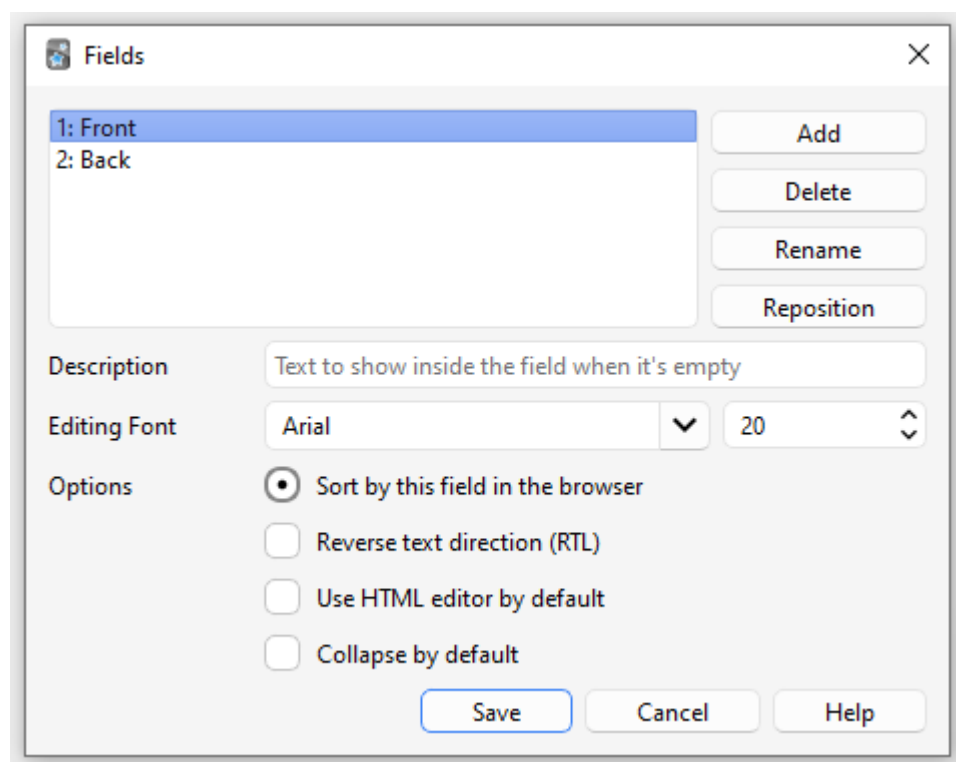 Fields
1: Front
2: Back
Add
Delete
Rename
Reposition
Description
Text to show inside the field when it's empty
Editing Font
Arial
20
Options
Sort by this field in the browser
Reverse text direction (RTL)
Use HTML editor by default
Collapse by default
Save
Cancel
Help